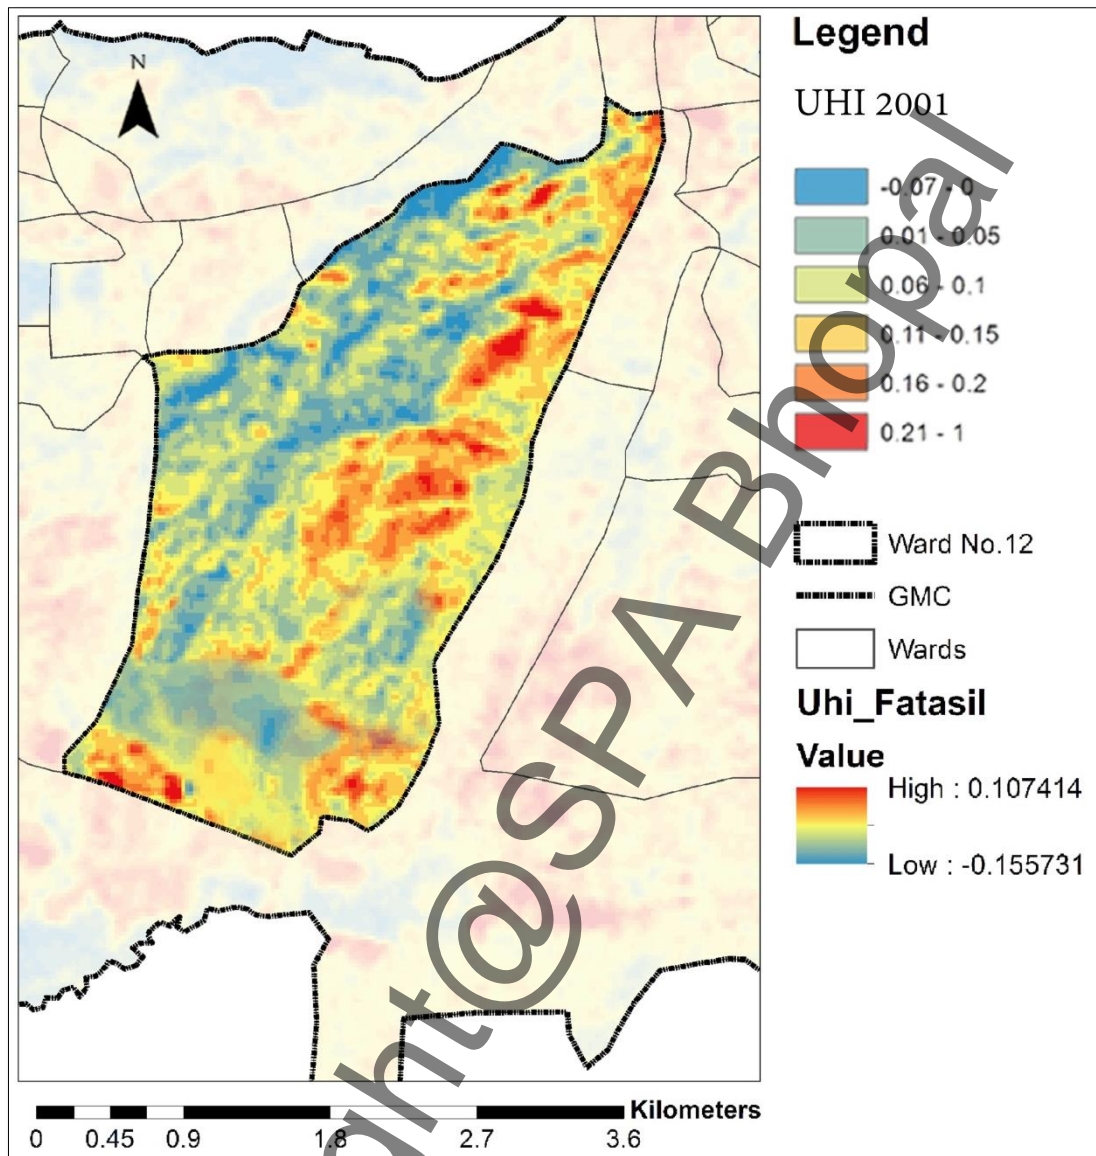 N
Legend
UHI 2001
-0.07 - 0
0.01 - 0.05
0.06 - 0.1
0.11 - 0.15
0.16 - 0.2
0.21 - 1
Ward No.12
GMC
Wards
Uhi_Fatasil
Value
High : 0.107414
Low : -0.155731
Kilometers
0 0.45 0.9 1.8 2.7 3.6
ght@SPA Bhopal